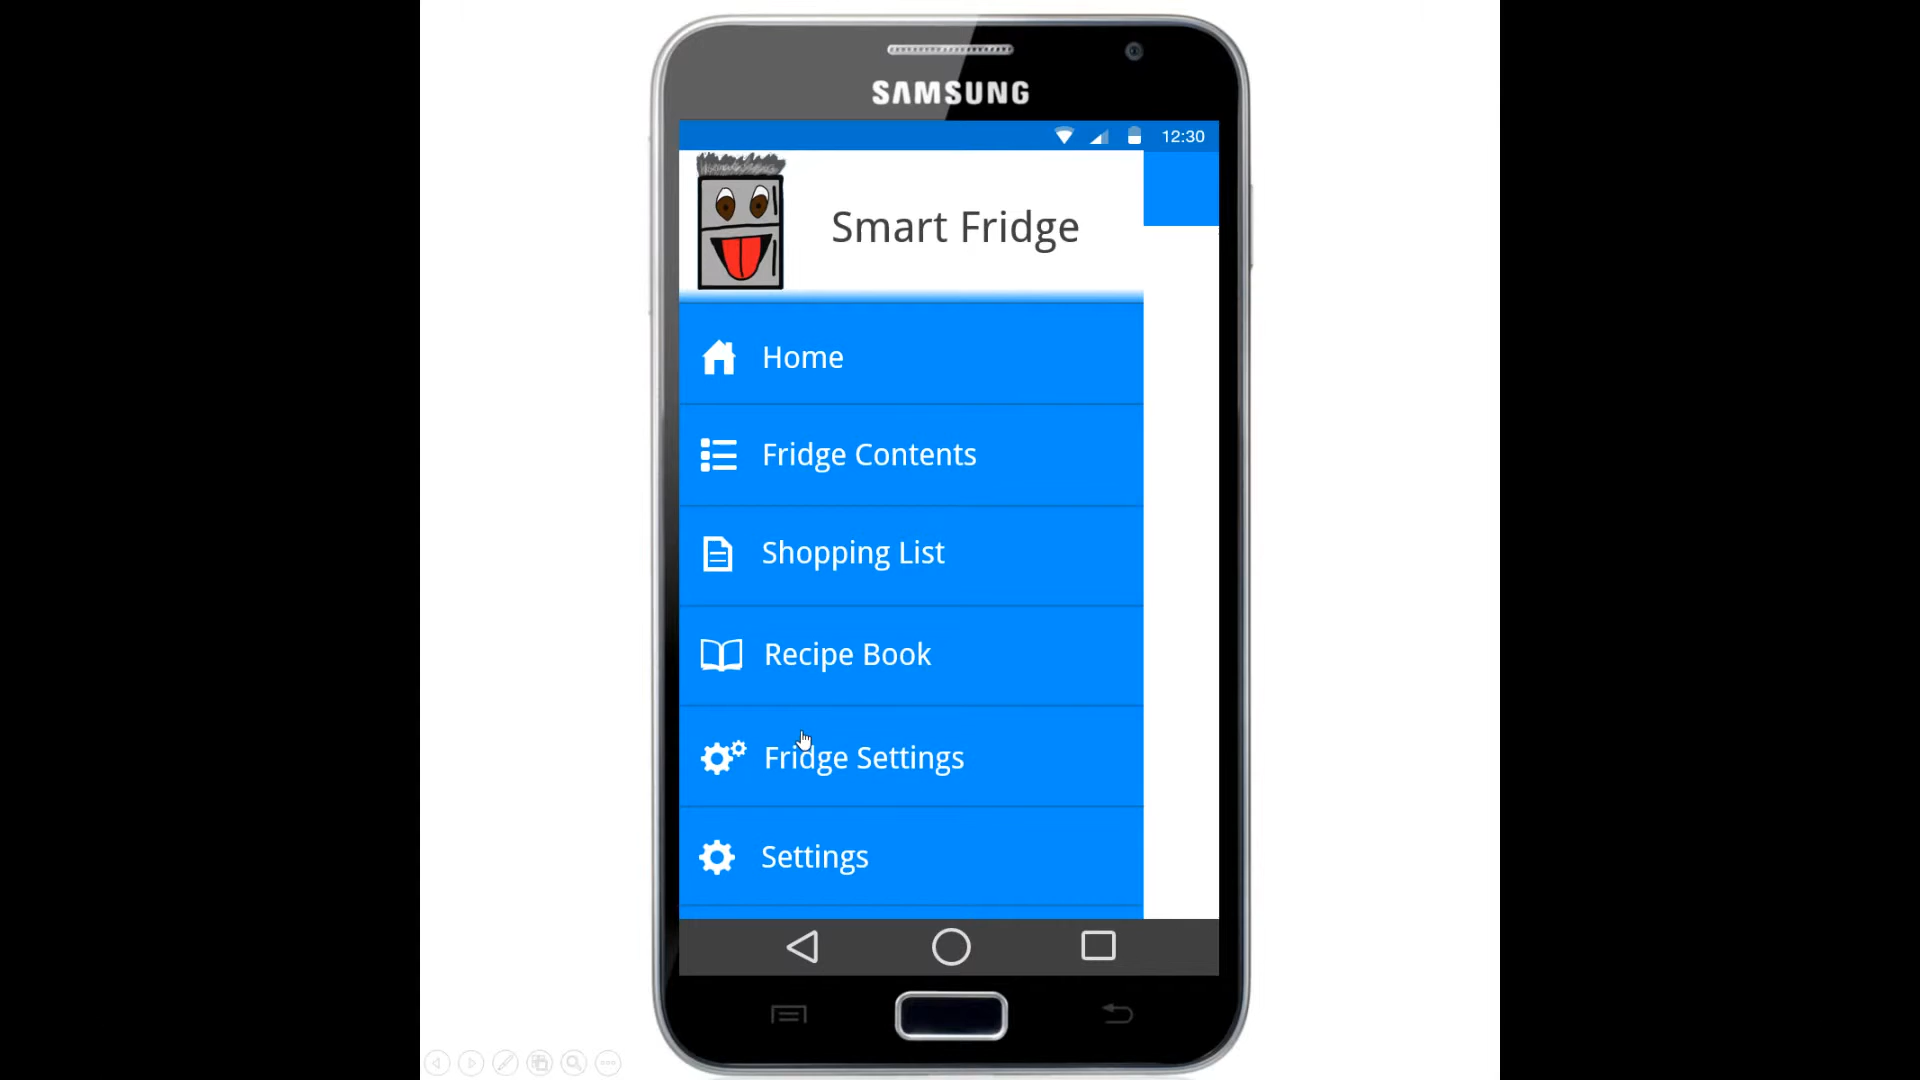 SAMSUNG
12:30
Smart Fridge
Home
Fridge Contents
Shopping List
Recipe Book
Fridge Settings
Settings